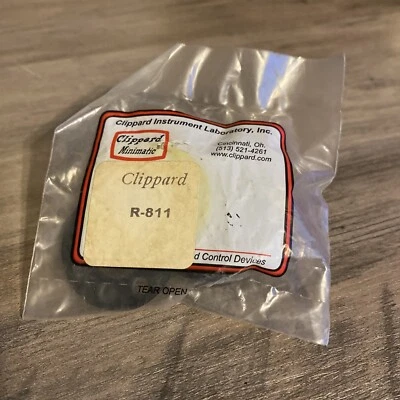 Clippard Instrument Laboratory, Inc.
Clippard
Minimatic®
Cincinnati, Oh.
(513) 521-4261
www.clippard.com
Clippard
R-811
d Control Devices
TEAR OPEN